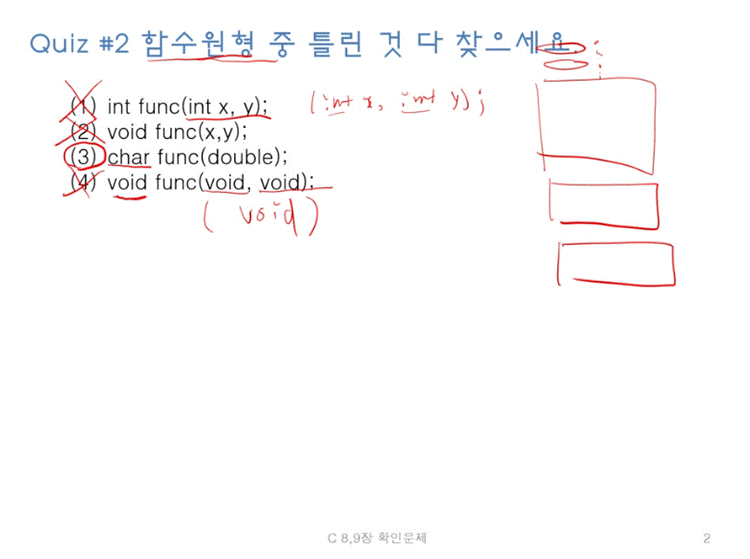 Quiz #2 함수원형 중 틀린 것 다 찾으세요.
(1) int func(int x, y); (int x, int y);
(2) void func(x,y);
(3) char func(double);
(4) void func(void, void);
(void)
C 8,9장 확인문제
2